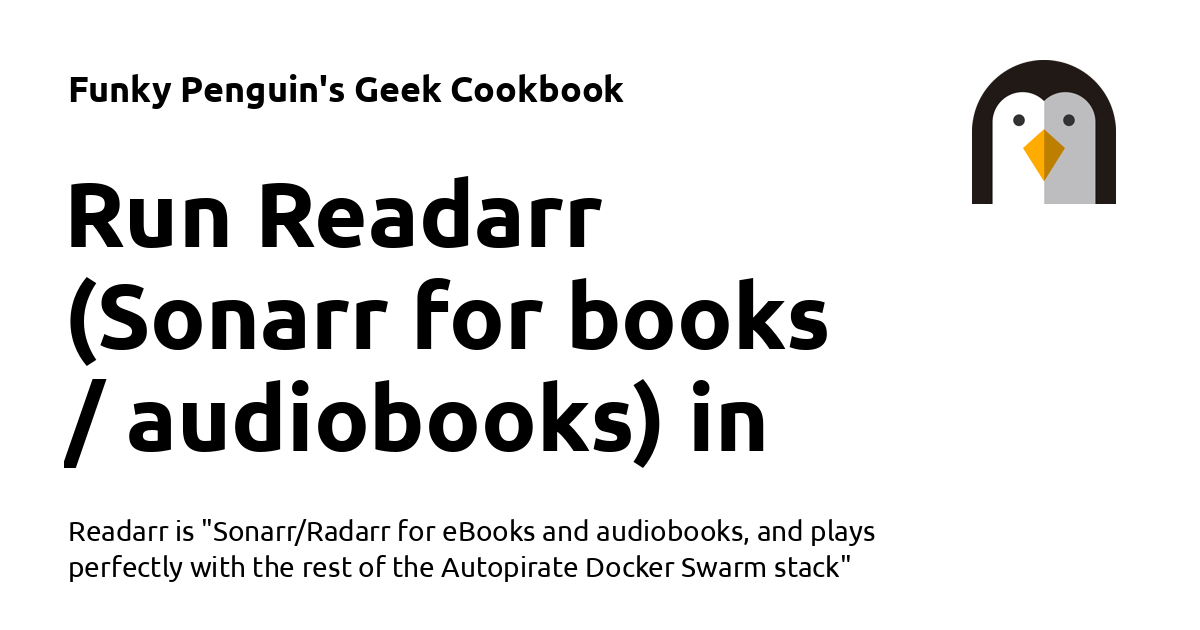 Funky Penguin's Geek Cookbook
Run Readarr
(Sonarr for books
/ audiobooks) in
Readarr is "Sonarr/Radarr for eBooks and audiobooks, and plays
perfectly with the rest of the Autopirate Docker Swarm stack"